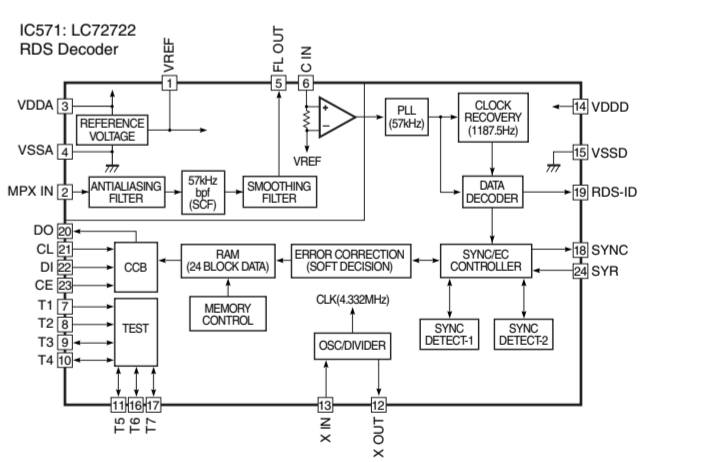 IC571: LC72722
RDS Decoder
VREF
FL OUT
C IN
1
5
6
VDDA
3
REFERENCE
VOLTAGE
VSSA
4
MPX IN
2
ANTIALIASING
FILTER
57kHz
bpf
(SCF)
SMOOTHING
FILTER
+
−
VREF
PLL
(57kHz)
CLOCK
RECOVERY
(1187.5Hz)
DATA
DECODER
14 VDDD
15 VSSD
19 RDS-ID
DO 20
CL 21
DI 22
CE 23
CCB
RAM
(24 BLOCK DATA)
ERROR CORRECTION
(SOFT DECISION)
SYNC/EC
CONTROLLER
18 SYNC
24 SYR
T1 7
T2 8
T3 9
T4 10
TEST
MEMORY
CONTROL
CLK(4.332MHz)
OSC/DIVIDER
SYNC
DETECT-1
SYNC
DETECT-2
11
16
17
13
12
T5
T6
T7
X IN
X OUT